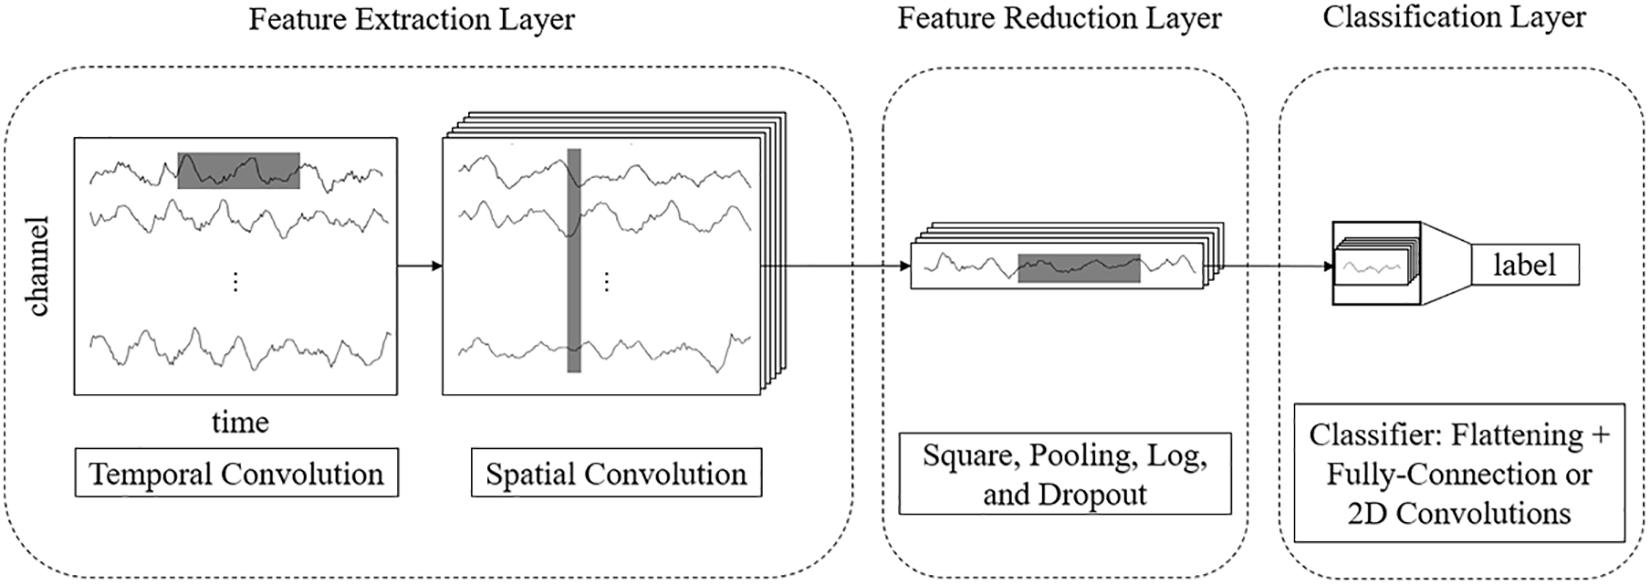 Feature Extraction Layer
Feature Reduction Layer
Classification Layer
channel
time
Temporal Convolution
Spatial Convolution
Square, Pooling, Log,
and Dropout
label
Classifier: Flattening +
Fully-Connection or
2D Convolutions